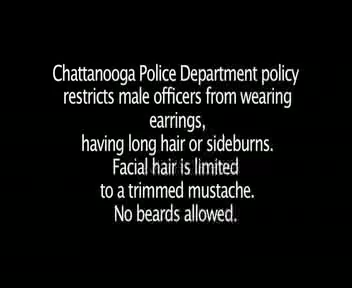 Chattanooga Police Department policy
restricts male officers from wearing
earrings,
having long hair or sideburns.
Facial hair is limited
to a trimmed mustache.
No beards allowed.